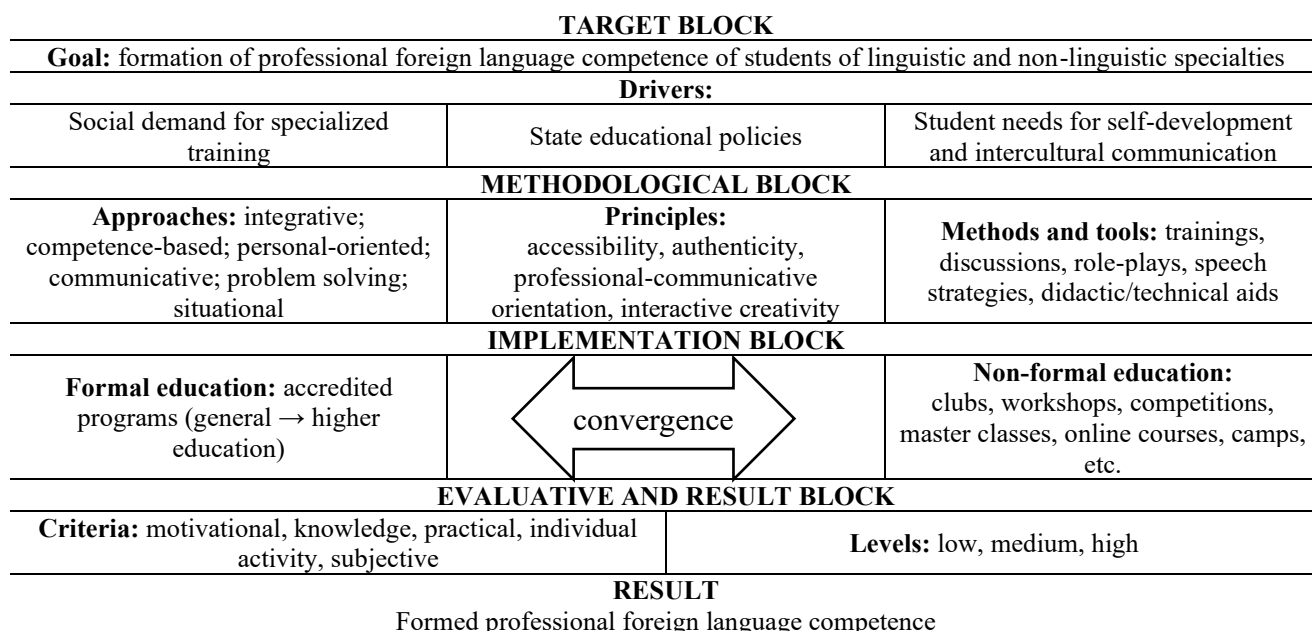 TARGET BLOCK
Goal: formation of professional foreign language competence of students of linguistic and non-linguistic specialties
Drivers:
Social demand for specialized
training
State educational policies
Student needs for self-development
and intercultural communication
METHODOLOGICAL BLOCK
Approaches: integrative;
competence-based; personal-oriented;
communicative; problem solving;
situational
Principles:
accessibility, authenticity,
professional-communicative
orientation, interactive creativity
Methods and tools: trainings,
discussions, role-plays, speech
strategies, didactic/technical aids
IMPLEMENTATION BLOCK
Formal education: accredited
programs (general → higher
education)
convergence
Non-formal education:
clubs, workshops, competitions,
master classes, online courses, camps,
etc.
EVALUATIVE AND RESULT BLOCK
Criteria: motivational, knowledge, practical, individual
activity, subjective
Levels: low, medium, high
RESULT
Formed professional foreign language competence